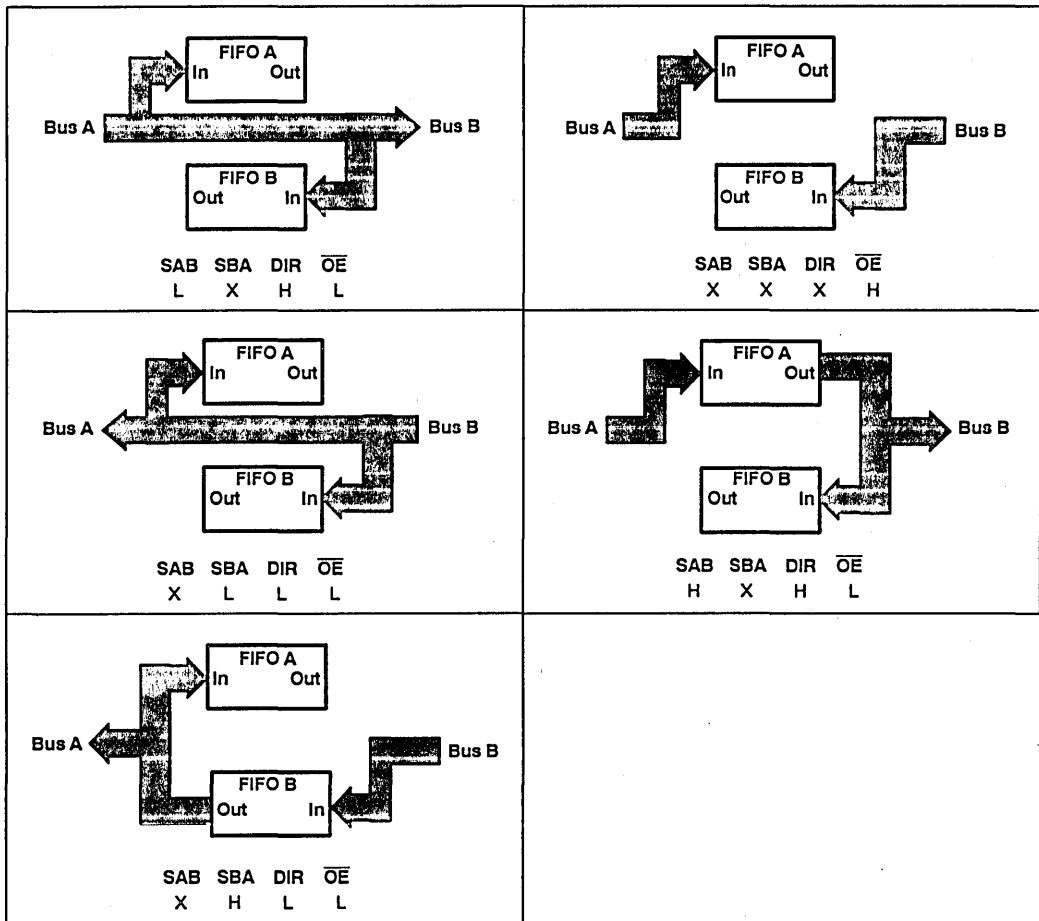 FIFO A
In Out
Bus A Bus B
FIFO B
Out In
SAB SBA DIR OE
L X H L
FIFO A
In Out
Bus A Bus B
FIFO B
Out In
SAB SBA DIR OE
X X X H
FIFO A
In Out
Bus A Bus B
FIFO B
Out In
SAB SBA DIR OE
X L L L
FIFO A
In Out
Bus A Bus B
FIFO B
Out In
SAB SBA DIR OE
H X H L
FIFO A
In Out
Bus A Bus B
FIFO B
Out In
SAB SBA DIR OE
X H L L